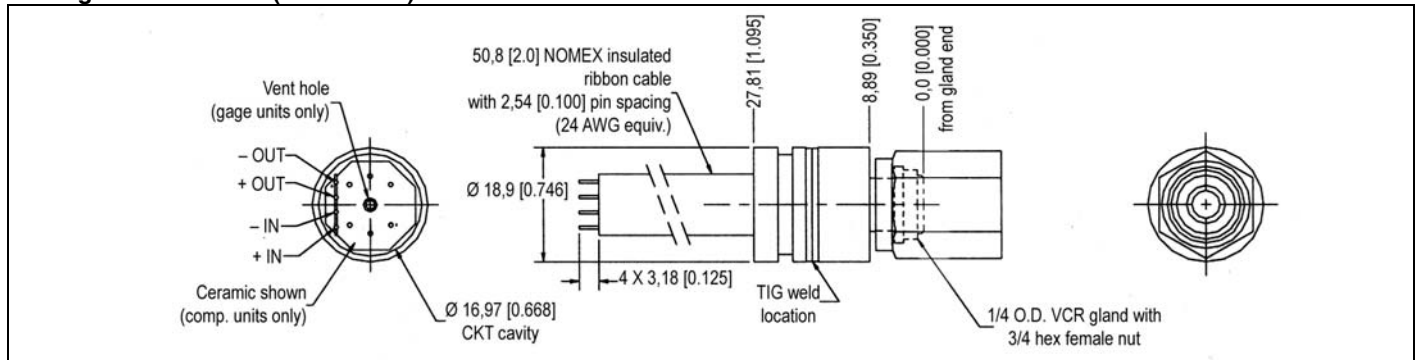 Vent hole
(gage units only)
– OUT
+ OUT
– IN
+ IN
Ceramic shown
(comp. units only)
Ø 16,97 [0.668]
CKT cavity
50,8 [2.0] NOMEX insulated
ribbon cable
with 2,54 [0.100] pin spacing
(24 AWG equiv.)
Ø 18,9 [0.746]
4 X 3,18 [0.125]
27,81 [1.095]
8,89 [0.350]
0,0 [0.000]
from gland end
TIG weld
location
1/4 O.D. VCR gland with
3/4 hex female nut